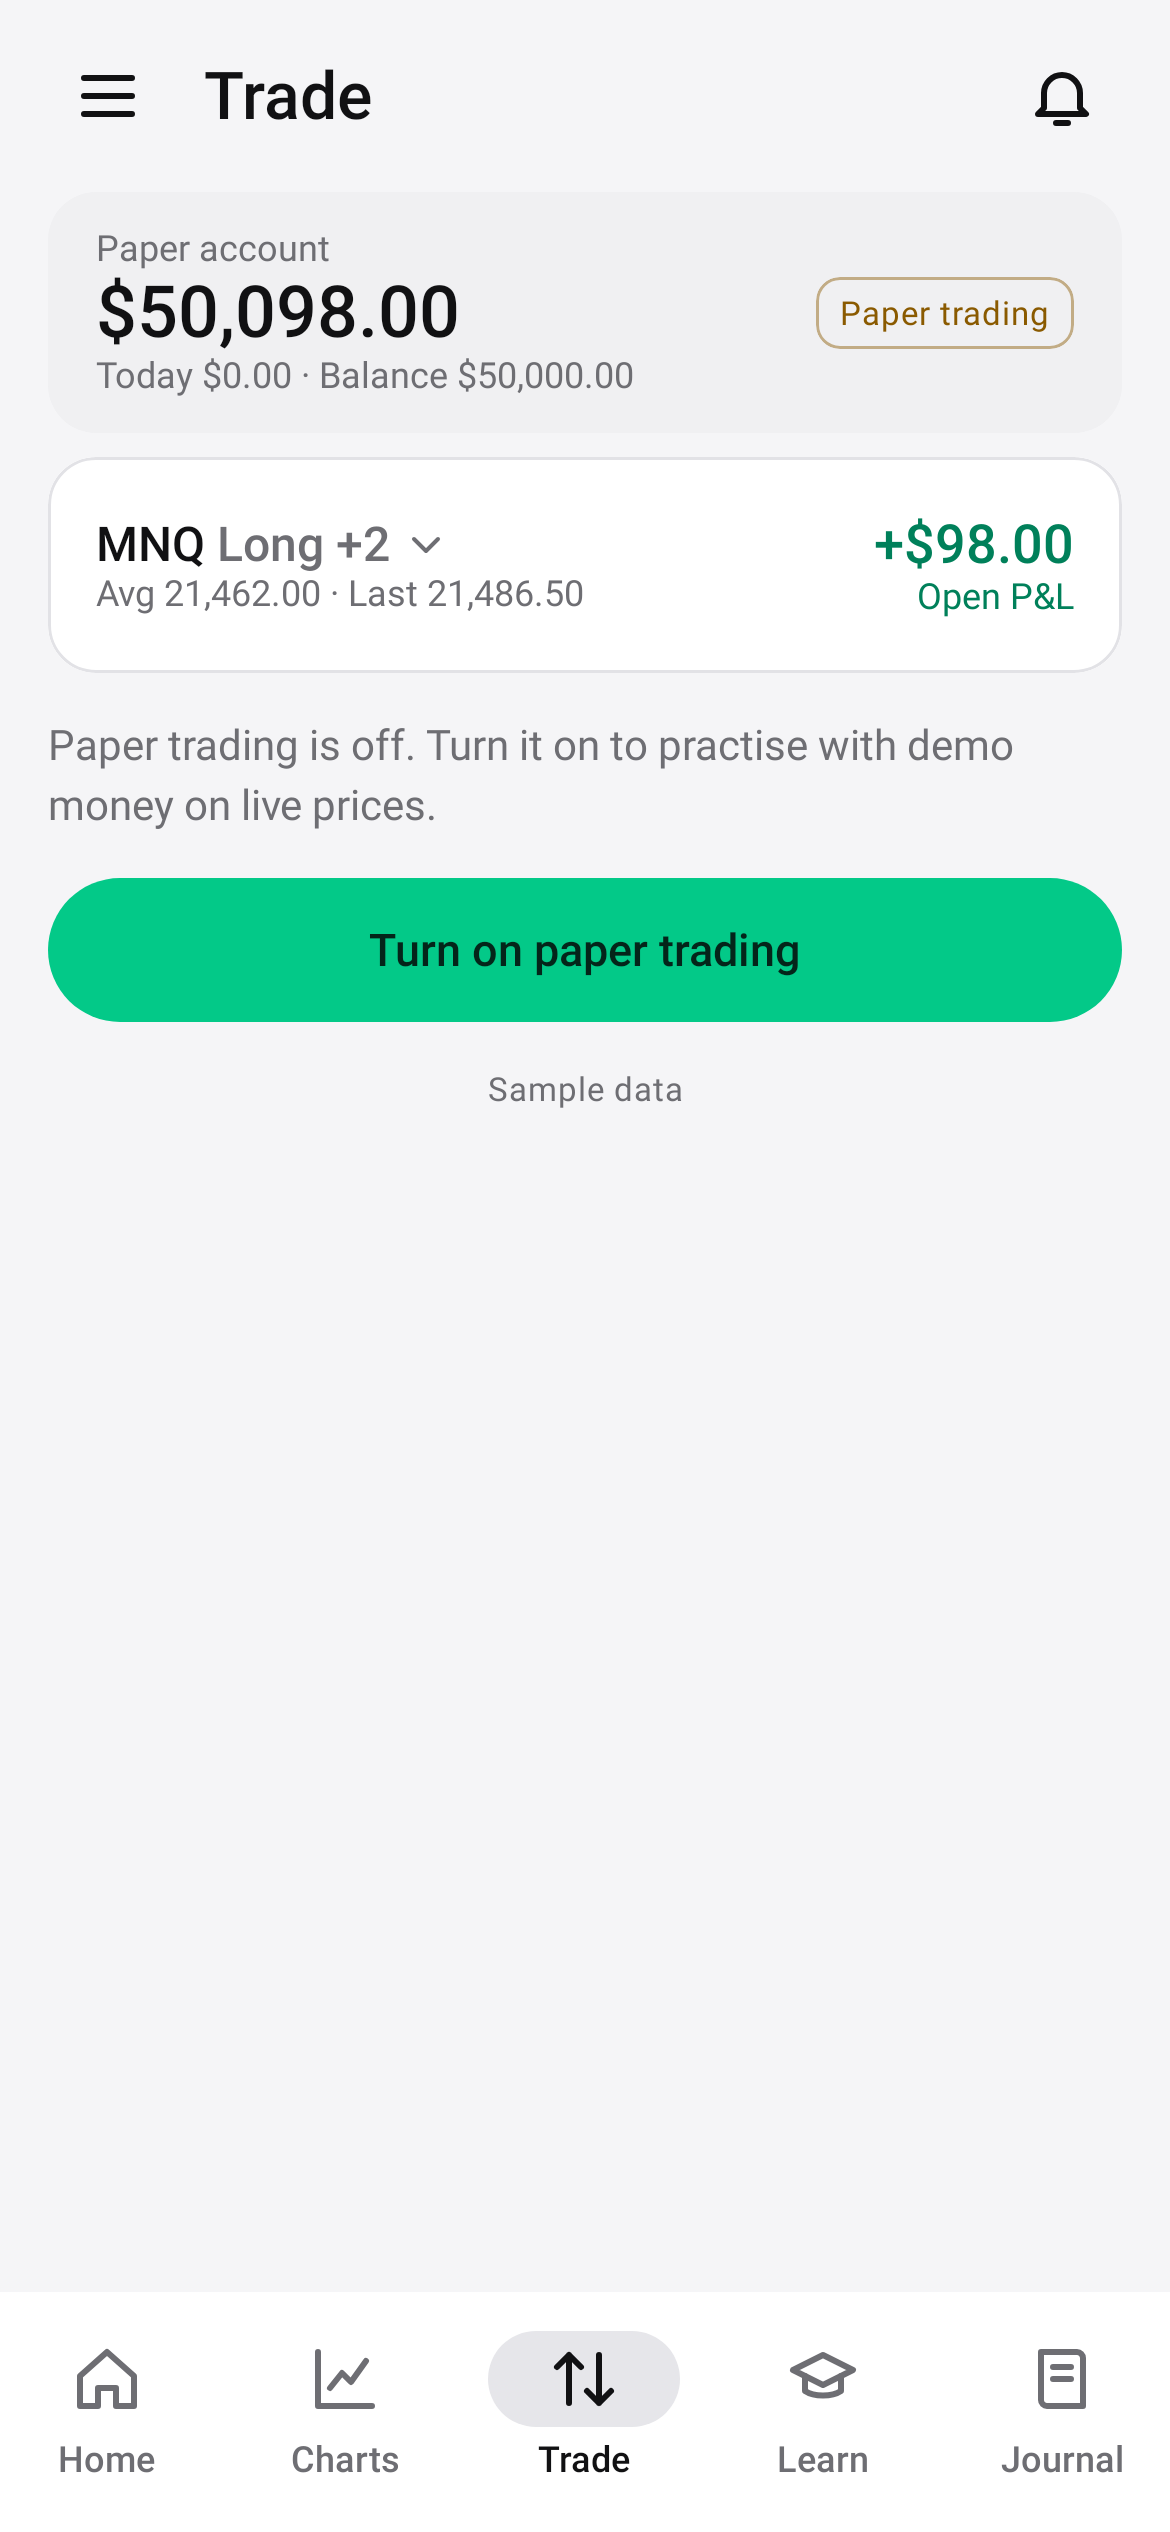 Trade
Paper account
$50,098.00
Paper trading
Today $0.00 · Balance $50,000.00
MNQ Long +2
+$98.00
Avg 21,462.00 · Last 21,486.50
Open P&L
Paper trading is off. Turn it on to practise with demo
money on live prices.
Turn on paper trading
Sample data
Home
Charts
Trade
Learn
Journal